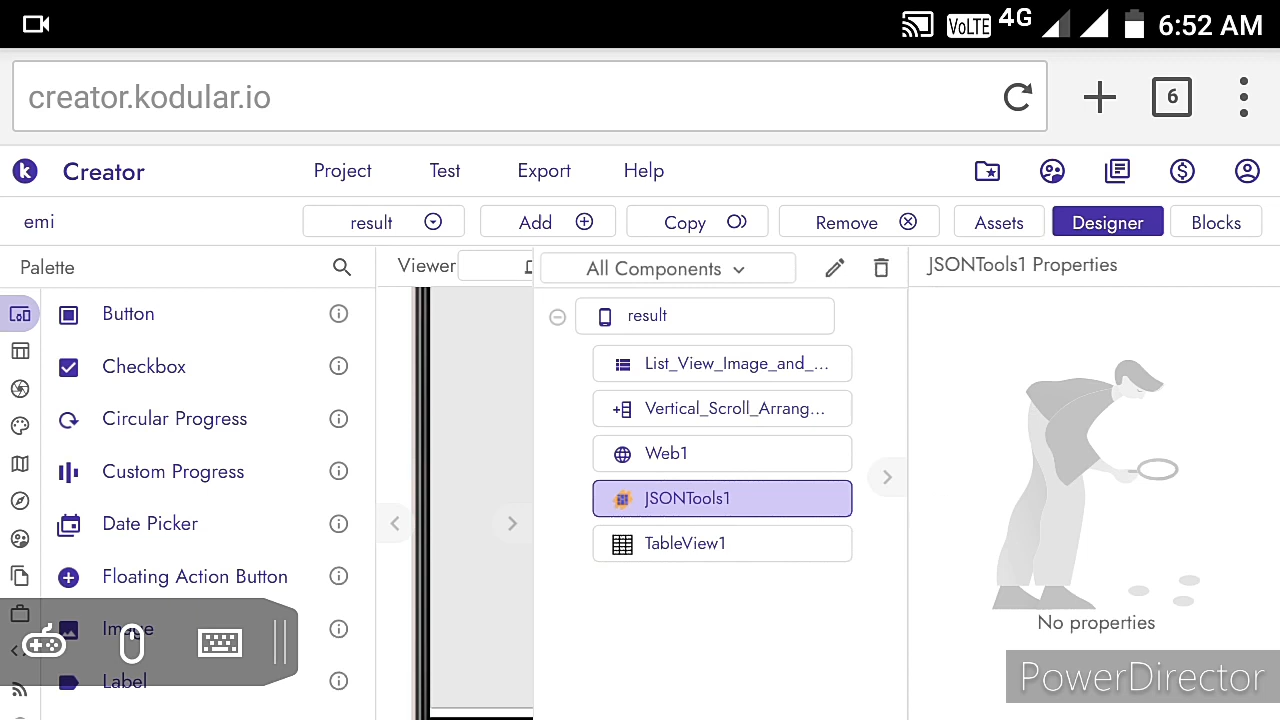 VoLTE 4G 6:52 AM
creator.kodular.io
6
k Creator Project Test Export Help
emi result Add Copy Remove Assets Designer Blocks
Palette Viewer All Components JSONTools1 Properties
Button result
List_View_Image_and_...
Checkbox
Vertical_Scroll_Arrang...
Circular Progress
Web1
Custom Progress
JSONTools1
Date Picker
TableView1
Floating Action Button
Image
No properties
Label
PowerDirector